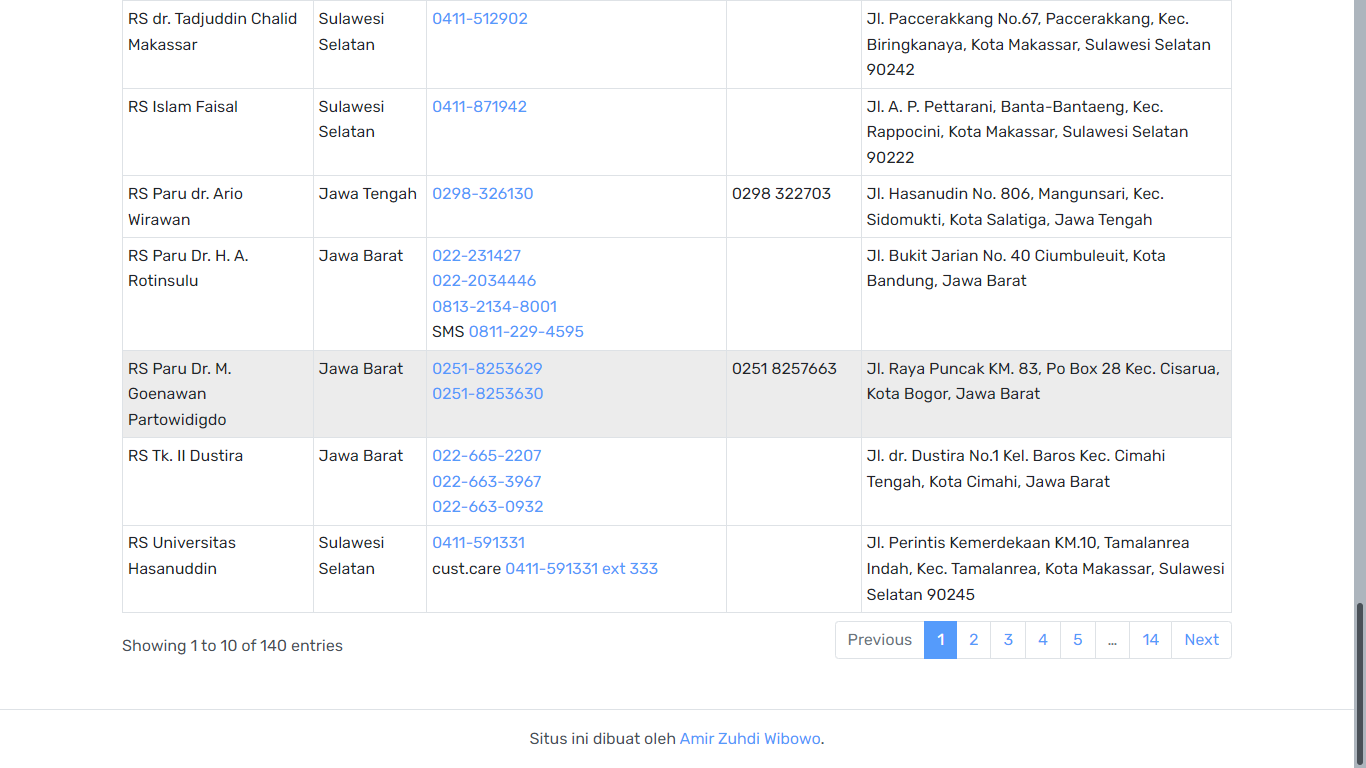 RS dr. Tadjuddin Chalid
Makassar
Sulawesi
Selatan
0411-512902
Jl. Paccerakkang No.67, Paccerakkang, Kec.
Biringkanaya, Kota Makassar, Sulawesi Selatan
90242
RS Islam Faisal
Sulawesi
Selatan
0411-871942
Jl. A. P. Pettarani, Banta-Bantaeng, Kec.
Rappocini, Kota Makassar, Sulawesi Selatan
90222
RS Paru dr. Ario
Wirawan
Jawa Tengah
0298-326130
0298 322703
Jl. Hasanudin No. 806, Mangunsari, Kec.
Sidomukti, Kota Salatiga, Jawa Tengah
RS Paru Dr. H. A.
Rotinsulu
Jawa Barat
022-231427
022-2034446
0813-2134-8001
SMS 0811-229-4595
Jl. Bukit Jarian No. 40 Ciumbuleuit, Kota
Bandung, Jawa Barat
RS Paru Dr. M.
Goenawan
Partowidigdo
Jawa Barat
0251-8253629
0251-8253630
0251 8257663
Jl. Raya Puncak KM. 83, Po Box 28 Kec. Cisarua,
Kota Bogor, Jawa Barat
RS Tk. II Dustira
Jawa Barat
022-665-2207
022-663-3967
022-663-0932
Jl. dr. Dustira No.1 Kel. Baros Kec. Cimahi
Tengah, Kota Cimahi, Jawa Barat
RS Universitas
Hasanuddin
Sulawesi
Selatan
0411-591331
cust.care 0411-591331 ext 333
Jl. Perintis Kemerdekaan KM.10, Tamalanrea
Indah, Kec. Tamalanrea, Kota Makassar, Sulawesi
Selatan 90245
Showing 1 to 10 of 140 entries
Previous 1 2 3 4 5 … 14 Next
Situs ini dibuat oleh Amir Zuhdi Wibowo.